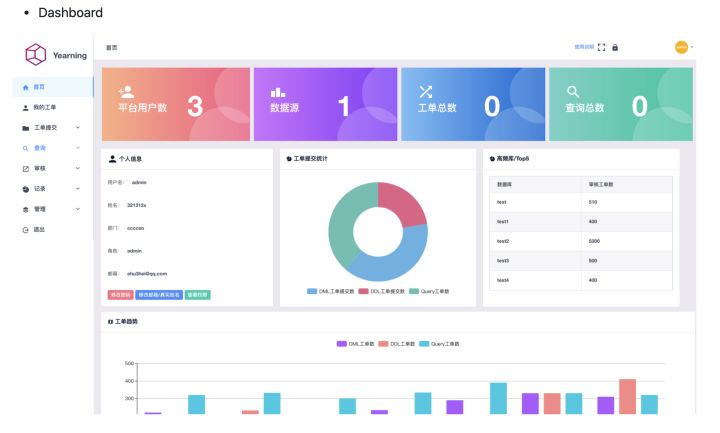 Dashboard
Yearning
首页
使用说明
首页
我的工单
工单提交
查询
审核
记录
管理
退出
平台用户数 3
数据源 1
工单总数 0
查询总数 0
个人信息
用户名: admin
姓名: 321312s
部门: ccccso
角色: admin
邮箱: ehu3hei@qq.com
修改密码 修改邮箱/真实姓名 查看权限
工单提交统计
DML工单提交数 DDL工单提交数 Query工单数
高频库/Top5
数据库 审核工单数
test 510
test1 400
test2 5300
test3 500
test4 400
工单趋势
DML工单数 DDL工单数 Query工单数
500
400
300